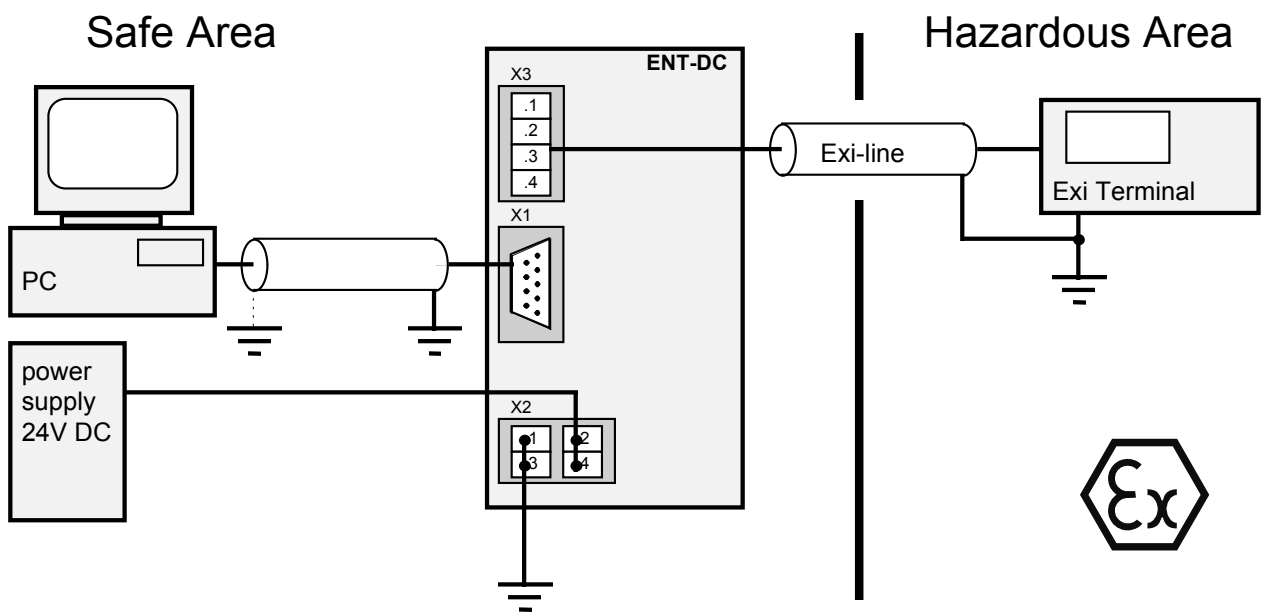 Safe Area
Hazardous Area
ENT-DC
X3
.1
.2
.3
.4
Exi-line
Exi Terminal
X1
PC
power
supply
24V DC
X2
1
2
3
4
Ex